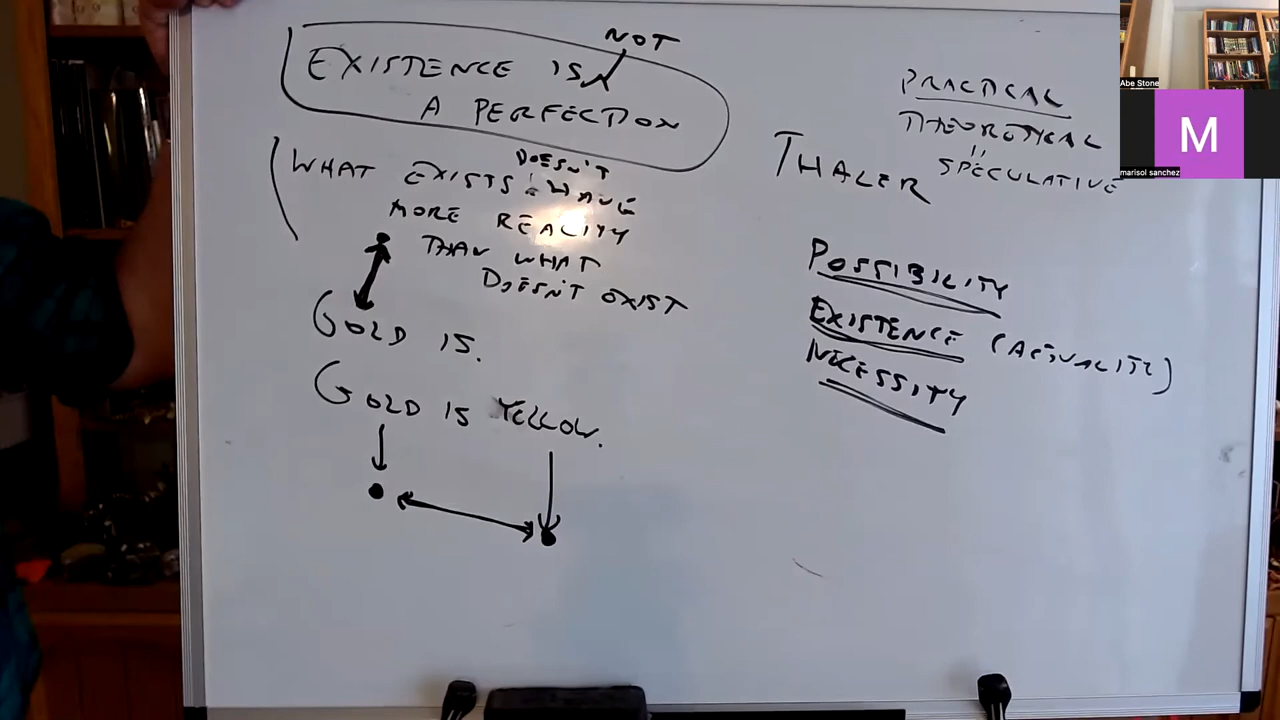 NOT
EXISTENCE IS
A PERFECTION
WHAT EXISTS DOESN'T HAVE
MORE REALITY
THAN WHAT
DOESN'T EXIST
GOLD IS.
GOLD IS YELLOW.
PRACTICAL
THEORETICAL
"
SPECULATIVE
THALER
POSSIBILITY
EXISTENCE (ACTUALITY)
NECESSITY
Abe Stone
M
marisol sanchez